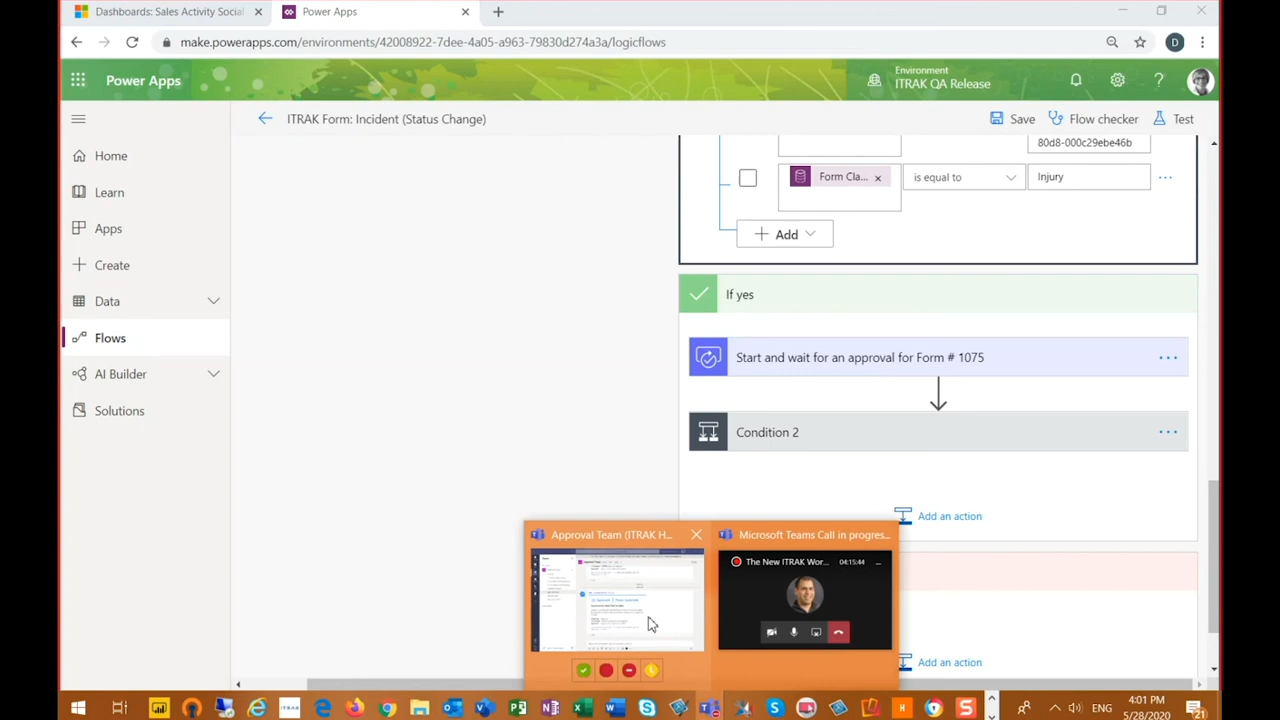 Dashboards: Sales Activity Social
Power Apps
make.powerapps.com/environments/42008922-7dee-4a05-a963-79830d274a3a/logicflows
D
Power Apps
Environment
ITRAK QA Release
ITRAK Form: Incident (Status Change)
Save
Flow checker
Test
Home
Learn
Apps
Create
Data
Flows
AI Builder
Solutions
80d8-000c29ebe46b
Form Cla...
is equal to
Injury
Add
If yes
Start and wait for an approval for Form # 1075
Condition 2
Add an action
Approval Team (ITRAK H...
Microsoft Teams Call in progres...
The New ITRAK Wor...
04:15:44
Add an action
ITRAK
ENG
4:01 PM
5/28/2020
21